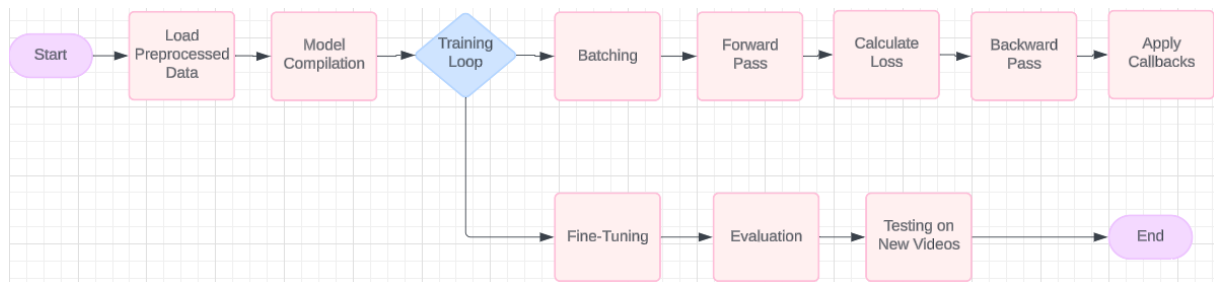 Start
Load
Preprocessed
Data
Model
Compilation
Training
Loop
Batching
Forward
Pass
Calculate
Loss
Backward
Pass
Apply
Callbacks
Fine-Tuning
Evaluation
Testing on
New Videos
End